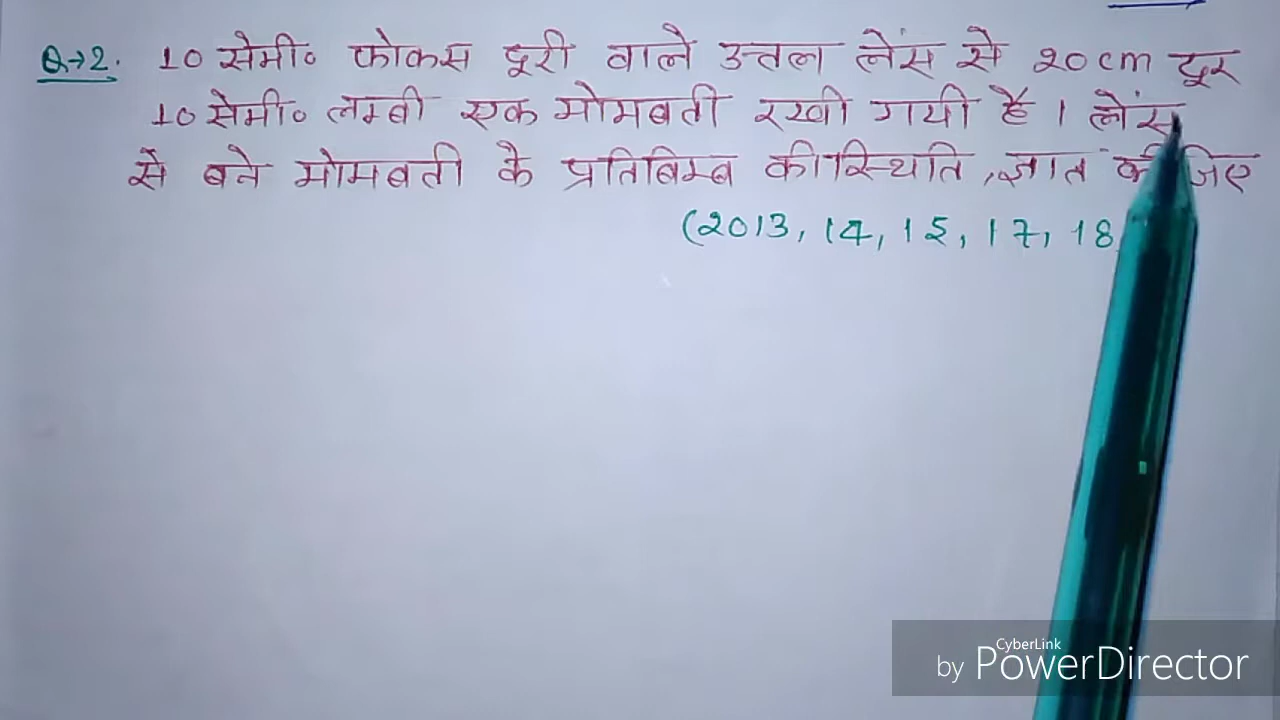 Q→2. 10 सेमी० फोकस दूरी वाले उत्तल लेंस से 20cm दूर
10 सेमी० लम्बी एक मोमबती रखी गयी है । लेंस
से बने मोमबती के प्रतिबिम्ब की स्थिति, ज्ञात कीजिए
(2013, 14, 15, 17, 18
CyberLink
by PowerDirector